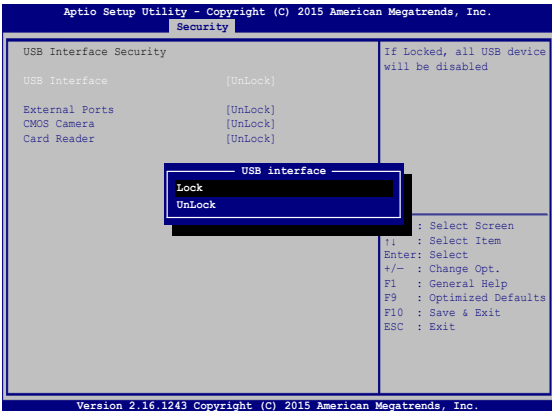 Aptio Setup Utility - Copyright (C) 2015 American Megatrends, Inc.
Security
USB Interface Security
USB Interface [UnLock]
External Ports [UnLock]
CMOS Camera [UnLock]
Card Reader [UnLock]
If Locked, all USB device
will be disabled
USB interface
Lock
UnLock
: Select Screen
↑↓ : Select Item
Enter: Select
+/— : Change Opt.
F1 : General Help
F9 : Optimized Defaults
F10 : Save & Exit
ESC : Exit
Version 2.16.1243 Copyright (C) 2015 American Megatrends, Inc.